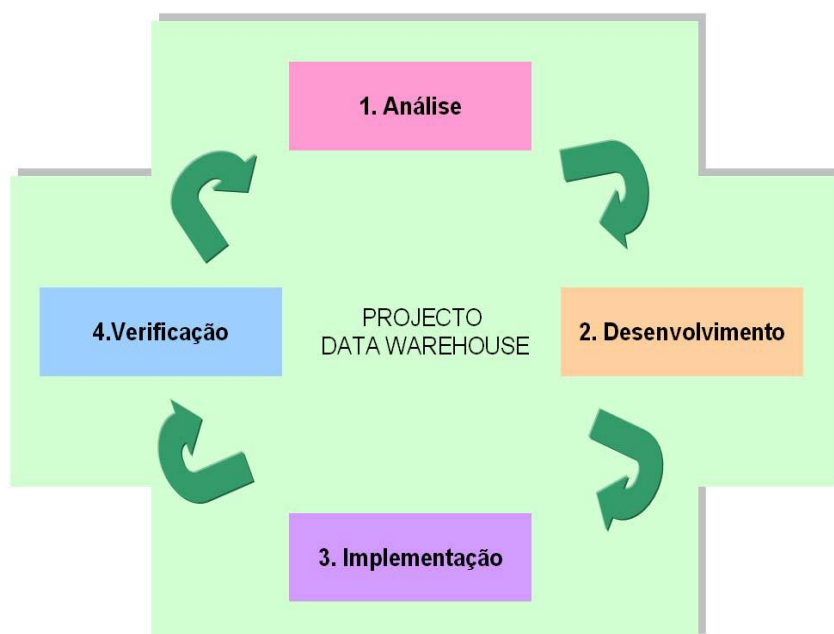 1. Análise
4.Verificação
PROJECTO
DATA WAREHOUSE
2. Desenvolvimento
3. Implementação